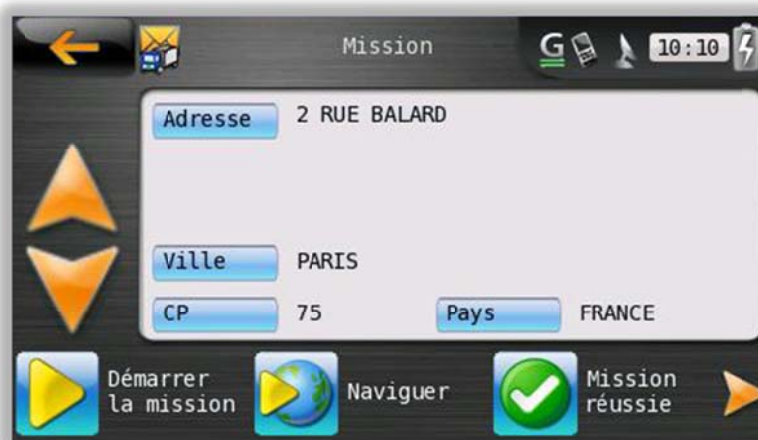 Mission
G
10:10
Adresse 2 RUE BALARD
Ville PARIS
CP 75 Pays FRANCE
Démarrer
la mission
Naviguer
Mission
réussie